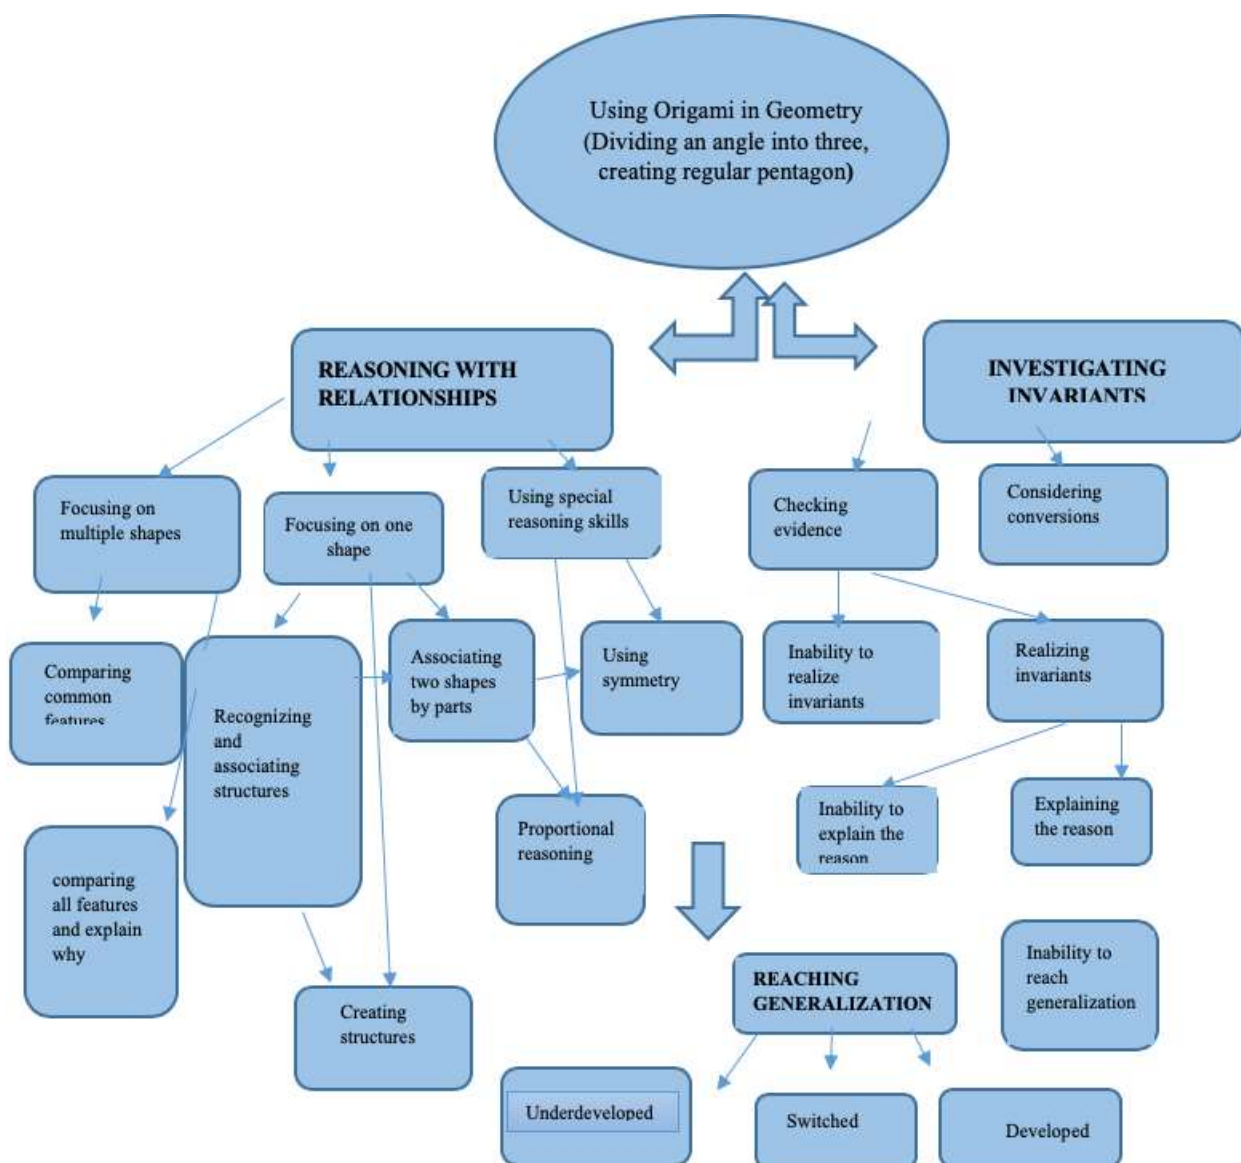 Using Origami in Geometry
(Dividing an angle into three,
creating regular pentagon)
REASONING WITH
RELATIONSHIPS
INVESTIGATING
INVARIANTS
Focusing on
multiple shapes
Focusing on one
shape
Using special
reasoning skills
Checking
evidence
Considering
conversions
Comparing
common
features
Recognizing
and
associating
structures
Associating
two shapes
by parts
Using
symmetry
Inability to
realize
invariants
Realizing
invariants
comparing
all features
and explain
why
Proportional
reasoning
Inability to
explain the
reason
Explaining
the reason
Creating
structures
REACHING
GENERALIZATION
Inability to
reach
generalization
Underdeveloped
Switched
Developed